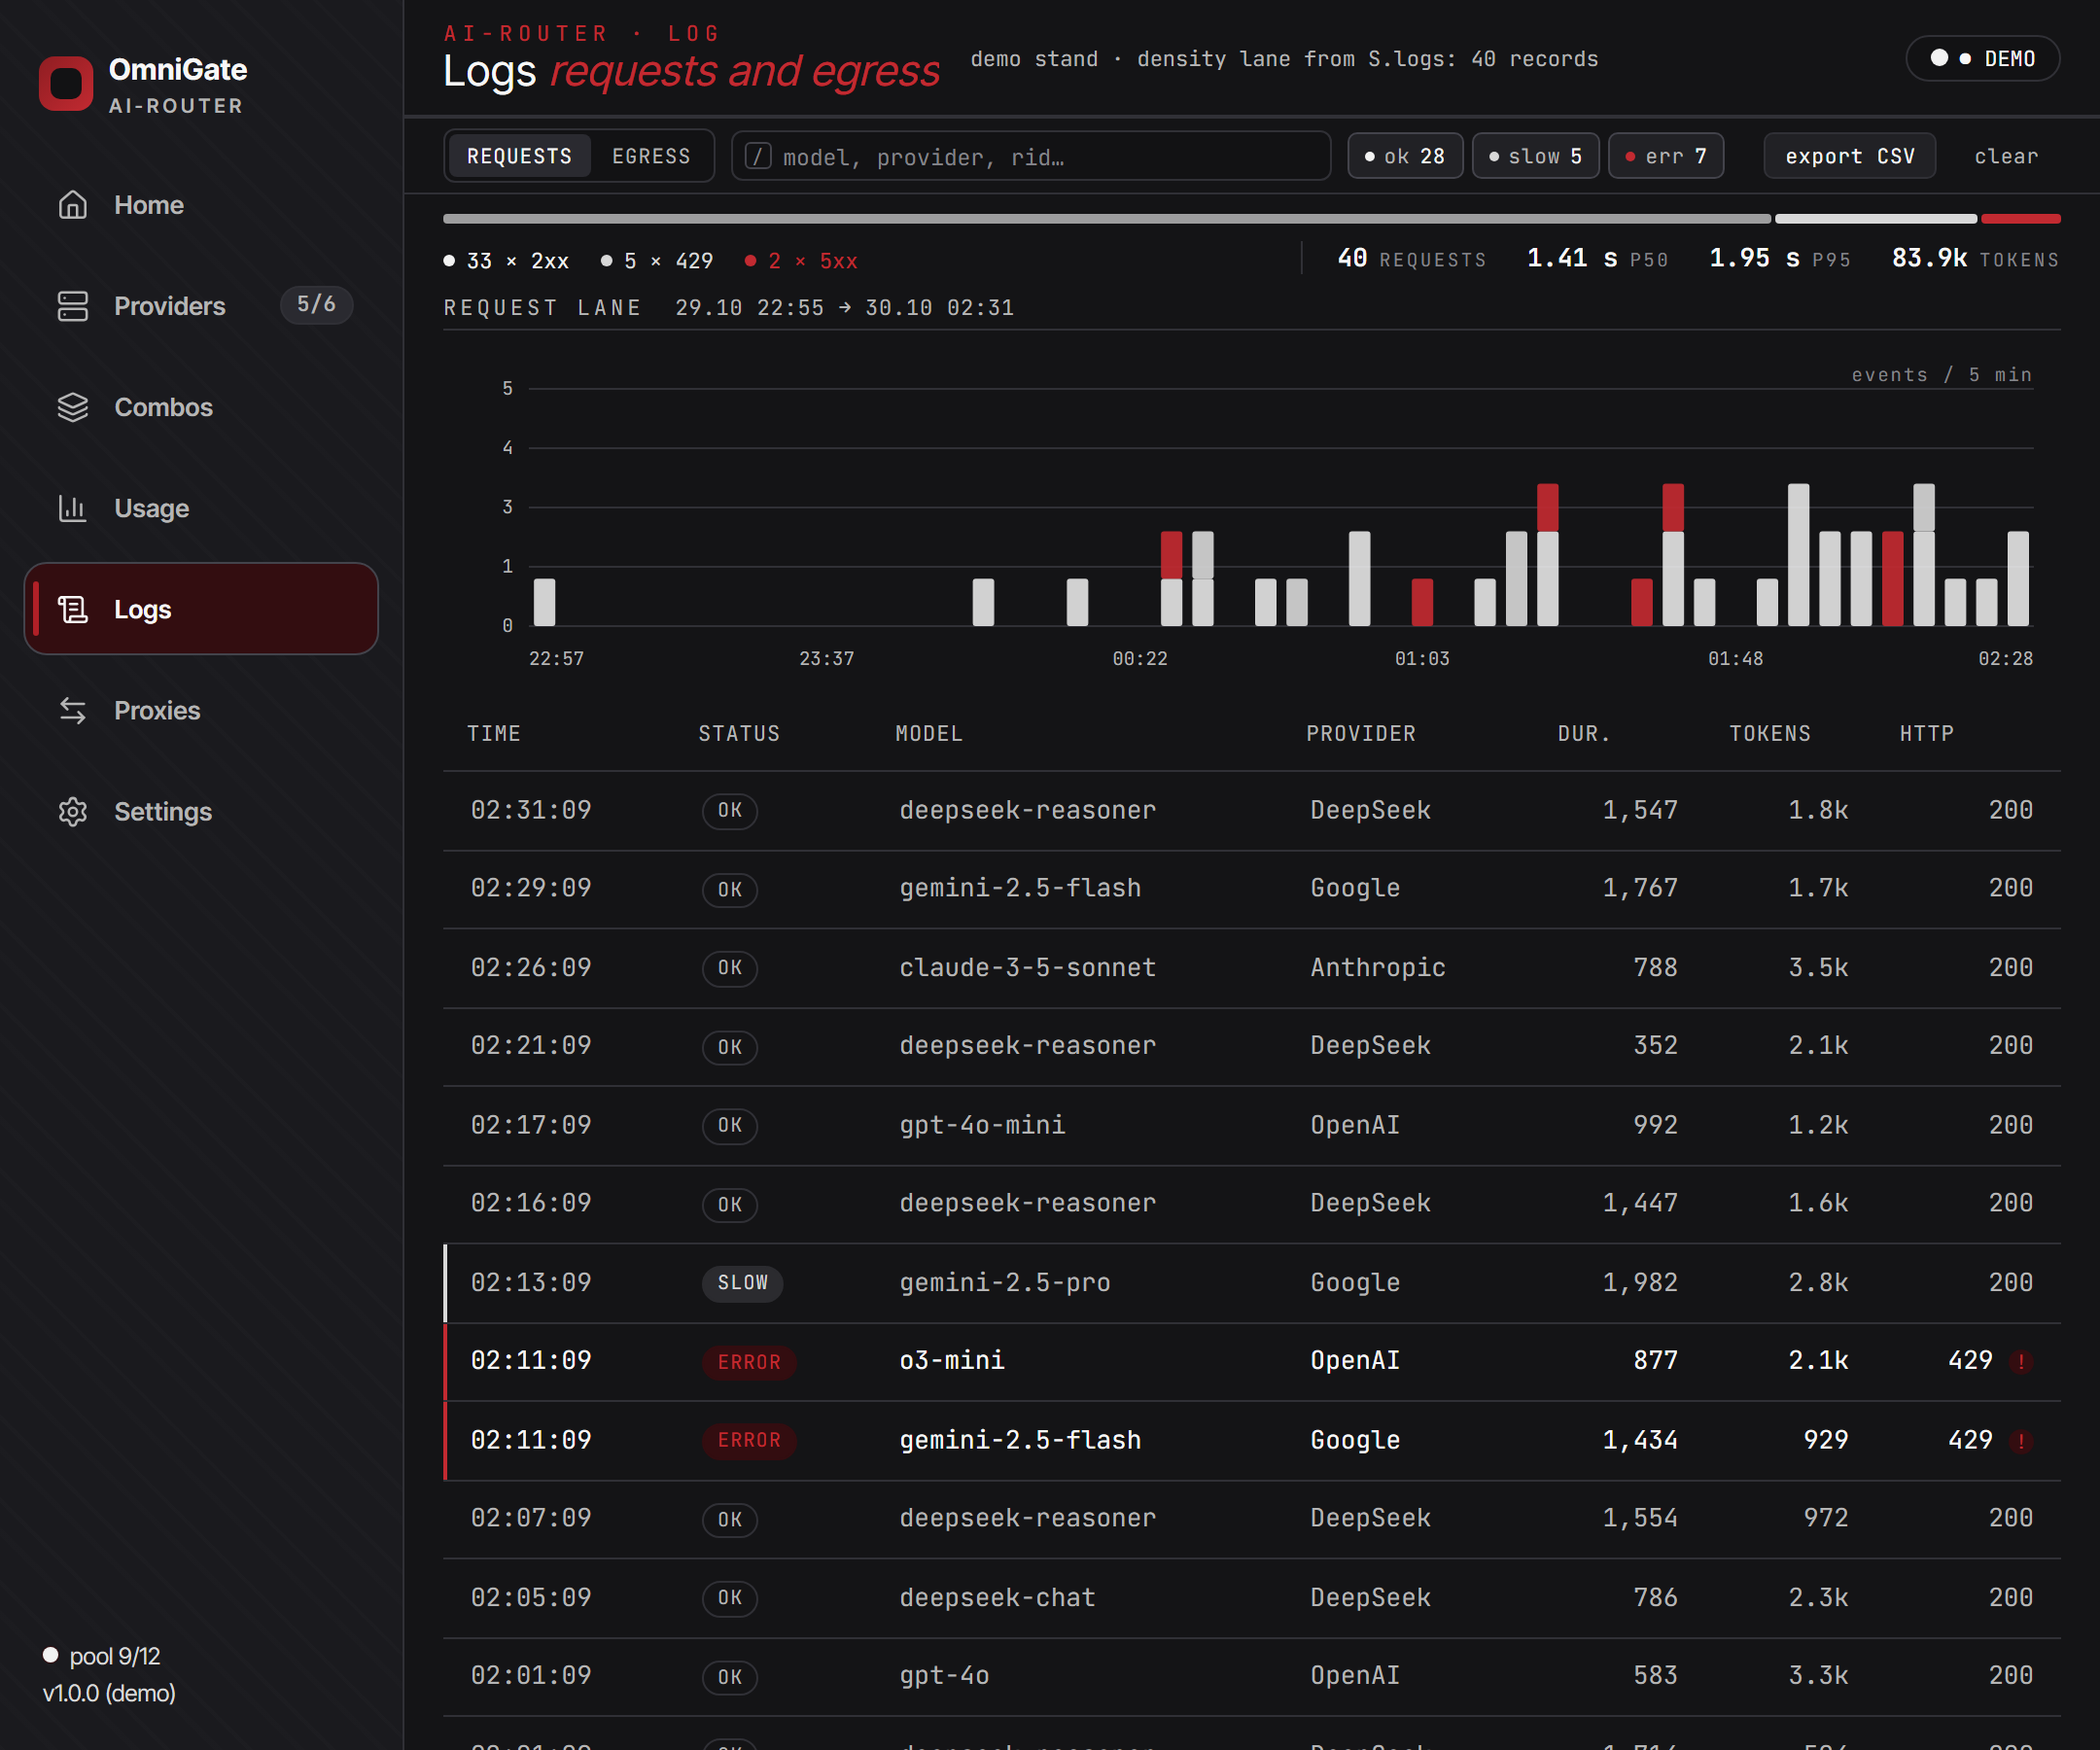 OmniGate
AI-ROUTER
Home
Providers 5/6
Combos
Usage
Logs
Proxies
Settings
pool 9/12
v1.0.0 (demo)
AI-ROUTER · LOG
Logs requests and egress
demo stand · density lane from S.logs: 40 records
DEMO
REQUESTS EGRESS
/ model, provider, rid…
ok 28 slow 5 err 7
export CSV clear
33 × 2xx 5 × 429 2 × 5xx
40 REQUESTS 1.41 s P50 1.95 s P95 83.9k TOKENS
REQUEST LANE 29.10 22:55 → 30.10 02:31
events / 5 min
5
4
3
1
0
22:57 23:37 00:22 01:03 01:48 02:28
TIME STATUS MODEL PROVIDER DUR. TOKENS HTTP
02:31:09 OK deepseek-reasoner DeepSeek 1,547 1.8k 200
02:29:09 OK gemini-2.5-flash Google 1,767 1.7k 200
02:26:09 OK claude-3-5-sonnet Anthropic 788 3.5k 200
02:21:09 OK deepseek-reasoner DeepSeek 352 2.1k 200
02:17:09 OK gpt-4o-mini OpenAI 992 1.2k 200
02:16:09 OK deepseek-reasoner DeepSeek 1,447 1.6k 200
02:13:09 SLOW gemini-2.5-pro Google 1,982 2.8k 200
02:11:09 ERROR o3-mini OpenAI 877 2.1k 429 !
02:11:09 ERROR gemini-2.5-flash Google 1,434 929 429 !
02:07:09 OK deepseek-reasoner DeepSeek 1,554 972 200
02:05:09 OK deepseek-chat DeepSeek 786 2.3k 200
02:01:09 OK gpt-4o OpenAI 583 3.3k 200